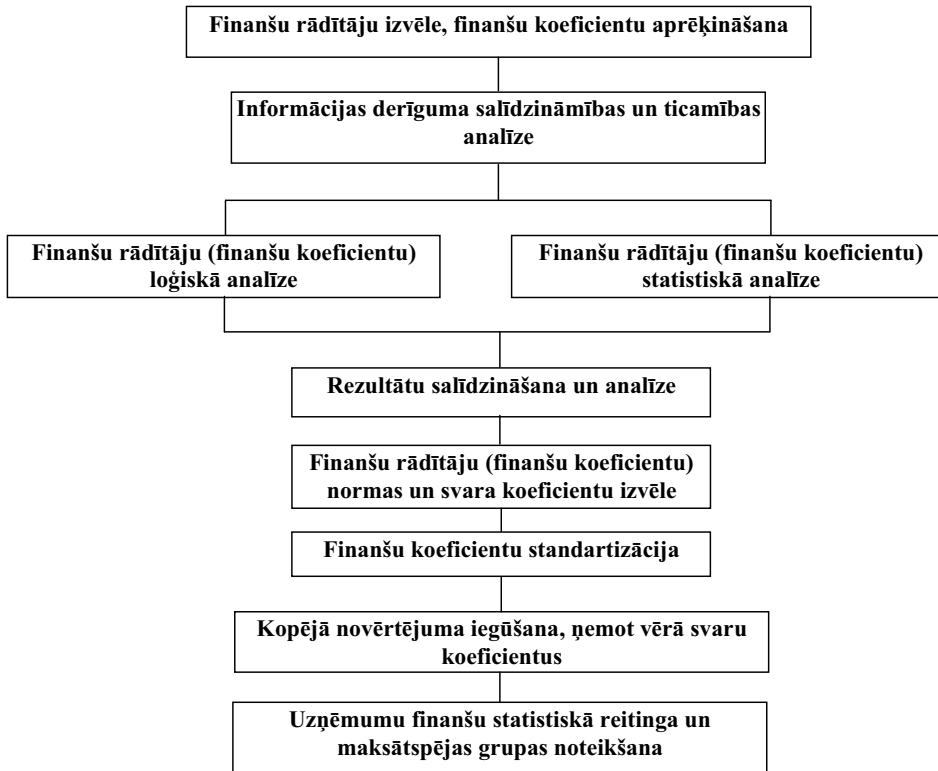 Finanšu rādītāju izvēle, finanšu koeficientu aprēķināšana
Informācijas derīguma salīdzināmības un ticamības
analīze
Finanšu rādītāju (finanšu koeficientu)
loģiskā analīze
Finanšu rādītāju (finanšu koeficientu)
statistiskā analīze
Rezultātu salīdzināšana un analīze
Finanšu rādītāju (finanšu koeficientu)
normas un svara koeficientu izvēle
Finanšu koeficientu standartizācija
Kopējā novērtējuma iegūšana, ņemot vērā svaru
koeficientus
Uzņēmumu finanšu statistiskā reitinga un
maksātspējas grupas noteikšana